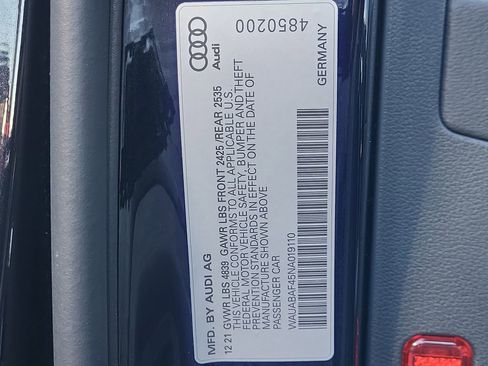 MFD. BY AUDI AG
12 21 GVWR LBS 4839 GAWR LBS FRONT 2425 /REAR 2535
THIS VEHICLE CONFORMS TO ALL APPLICABLE U.S.
FEDERAL MOTOR VEHICLE SAFETY, BUMPER AND THEFT
PREVENTION STANDARDS IN EFFECT ON THE DATE OF
MANUFACTURE SHOWN ABOVE
PASSENGER CAR
WAUABAF45NA019110
Audi
4850200
GERMANY